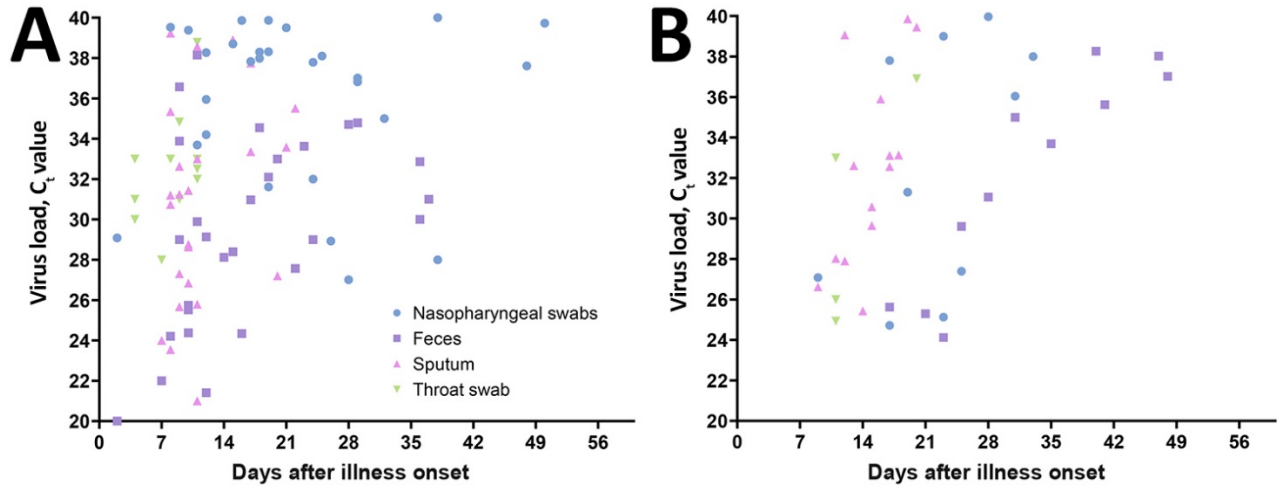 A
Virus load, Ct value
40
38
36
34
32
30
28
26
24
22
20
0 7 14 21 28 35 42 49 56
Days after illness onset
Nasopharyngeal swabs
Feces
Sputum
Throat swab
B
Virus load, Ct value
40
38
36
34
32
30
28
26
24
22
20
0 7 14 21 28 35 42 49 56
Days after illness onset